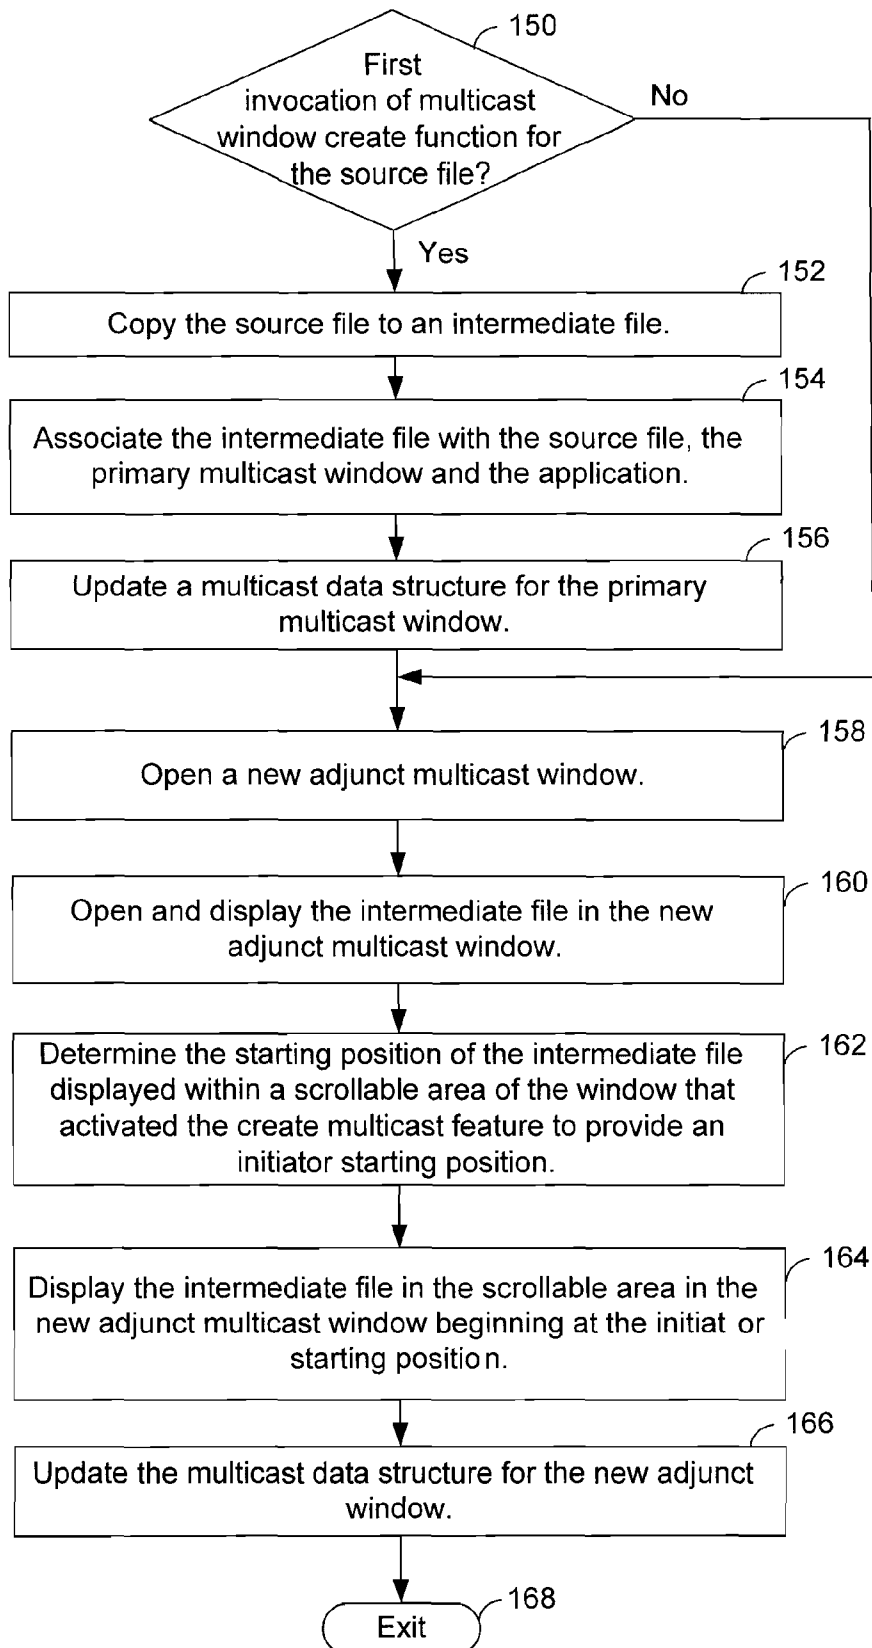 150
First
invocation of multicast
window create function for
the source file?
No
Yes
152
Copy the source file to an intermediate file.
154
Associate the intermediate file with the source file, the
primary multicast window and the application.
156
Update a multicast data structure for the primary
multicast window.
158
Open a new adjunct multicast window.
160
Open and display the intermediate file in the new
adjunct multicast window.
162
Determine the starting position of the intermediate file
displayed within a scrollable area of the window that
activated the create multicast feature to provide an
initiator starting position.
164
Display the intermediate file in the scrollable area in the
new adjunct multicast window beginning at the initiat or
starting position.
166
Update the multicast data structure for the new adjunct
window.
168
Exit